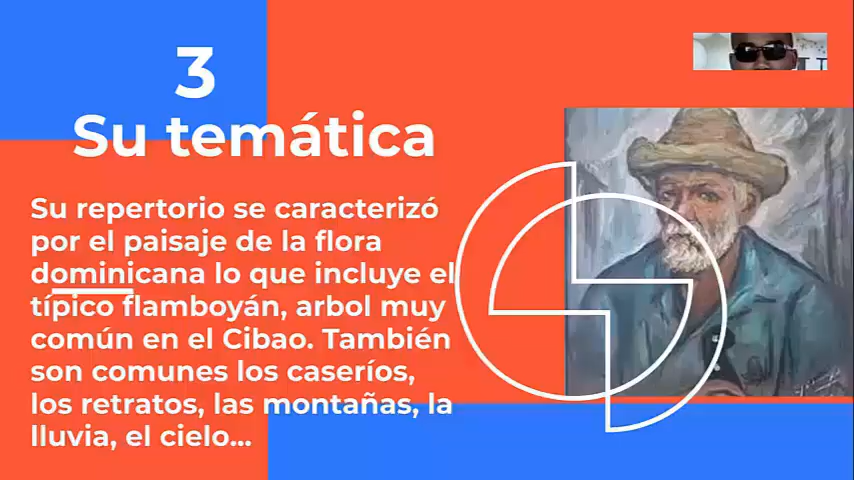 3
Su temática
Su repertorio se caracterizó
por el paisaje de la flora
dominicana lo que incluye el
típico flamboyán, arbol muy
común en el Cibao. También
son comunes los caseríos,
los retratos, las montañas, la
lluvia, el cielo...